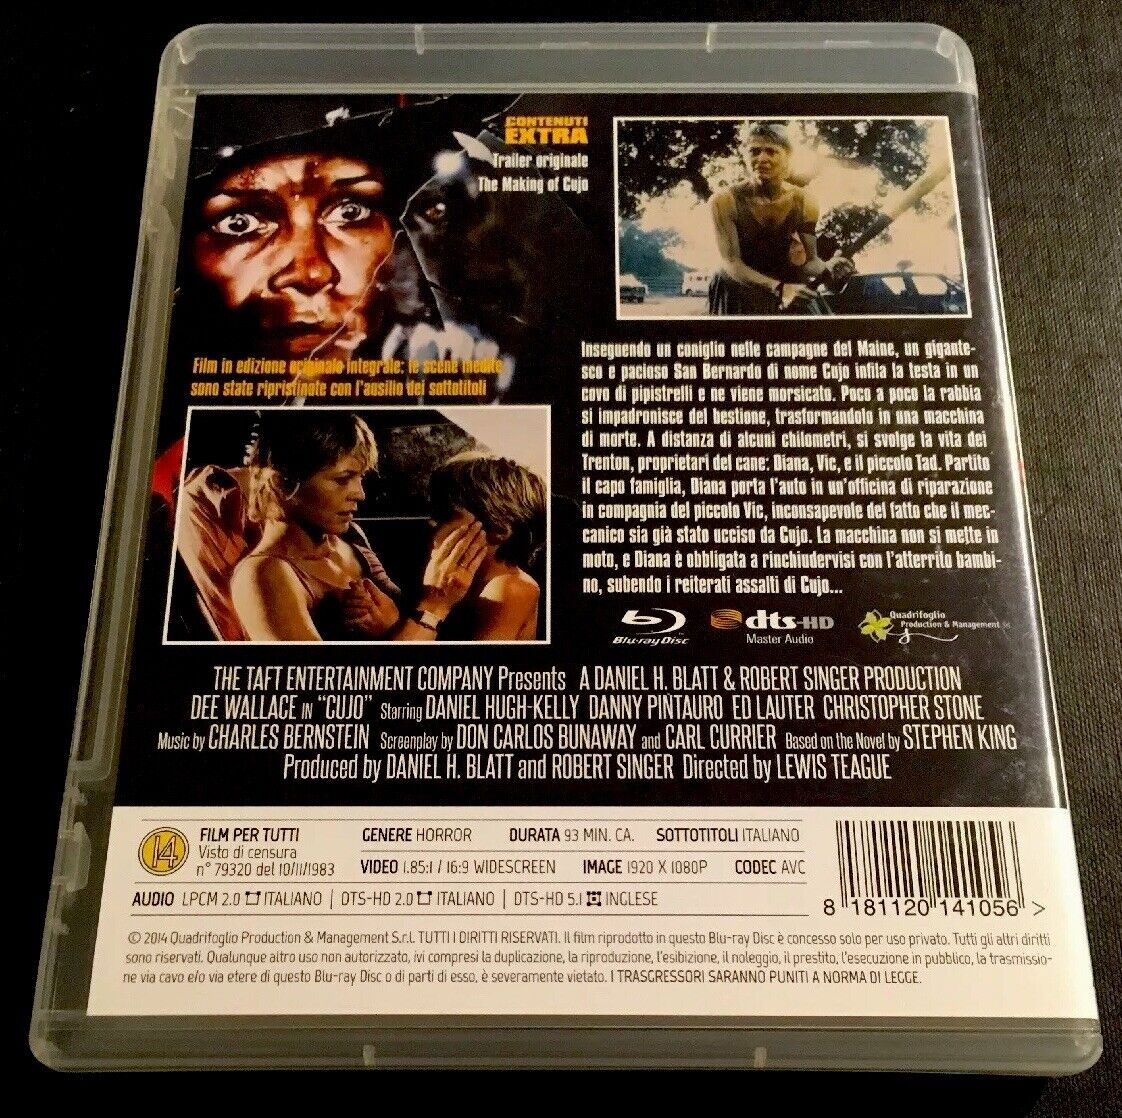 CONTENUTI
EXTRA
Trailer originale
The Making of Cujo
Film in edizione originale integrale: le scene inedite
sono state ripristinate con l'ausilio dei sottotitoli
Inseguendo un coniglio nelle campagne del Maine, un gigante-
sco e pacioso San Bernardo di nome Cujo infila la testa in un
covo di pipistrelli e ne viene morsicato. Poco a poco la rabbia
si impadronisce del bestione, trasformandolo in una macchina
di morte. A distanza di alcuni chilometri, si svolge la vita dei
Trenton, proprietari del cane: Diana, Vic, e il piccolo Tad. Partito
il capo famiglia, Diana porta l'auto in un'officina di riparazione
in compagnia del piccolo Vic, inconsapevole del fatto che il mec-
canico sia già stato ucciso da Cujo. La macchina non si mette in
moto, e Diana è obbligata a rinchiudervisi con l'atterrito bambi-
no, subendo i reiterati assalti di Cujo...
Blu-ray Disc
dts-HD
Master Audio
Quadrifoglio
Production & Management
THE TAFT ENTERTAINMENT COMPANY Presents A DANIEL H. BLATT & ROBERT SINGER PRODUCTION
DEE WALLACE IN "CUJO" Starring DANIEL HUGH-KELLY DANNY PINTAURO ED LAUTER CHRISTOPHER STONE
Music by CHARLES BERNSTEIN Screenplay by DON CARLOS BUNAWAY and CARL CURRIER Based on the Novel by STEPHEN KING
Produced by DANIEL H. BLATT and ROBERT SINGER Directed by LEWIS TEAGUE
14
FILM PER TUTTI
Visto di censura
n° 79320 del 10/11/1983
GENERE HORROR DURATA 93 MIN. CA. SOTTOTITOLI ITALIANO
VIDEO 1.85:1 / 16:9 WIDESCREEN IMAGE 1920 X 1080P CODEC AVC
AUDIO LPCM 2.0 ITALIANO | DTS-HD 2.0 ITALIANO | DTS-HD 5.1 INGLESE
8 181120 141056 >
© 2014 Quadrifoglio Production & Management S.r.l. TUTTI I DIRITTI RISERVATI. Il film riprodotto in questo Blu-ray Disc è concesso solo per uso privato. Tutti gli altri diritti
sono riservati. Qualunque altro uso non autorizzato, ivi compresi la duplicazione, la riproduzione, l'esibizione, il noleggio, il prestito, l'esecuzione in pubblico, la trasmissio-
ne via cavo e/o via etere di questo Blu-ray Disc o di parti di esso, è severamente vietato. I TRASGRESSORI SARANNO PUNITI A NORMA DI LEGGE.